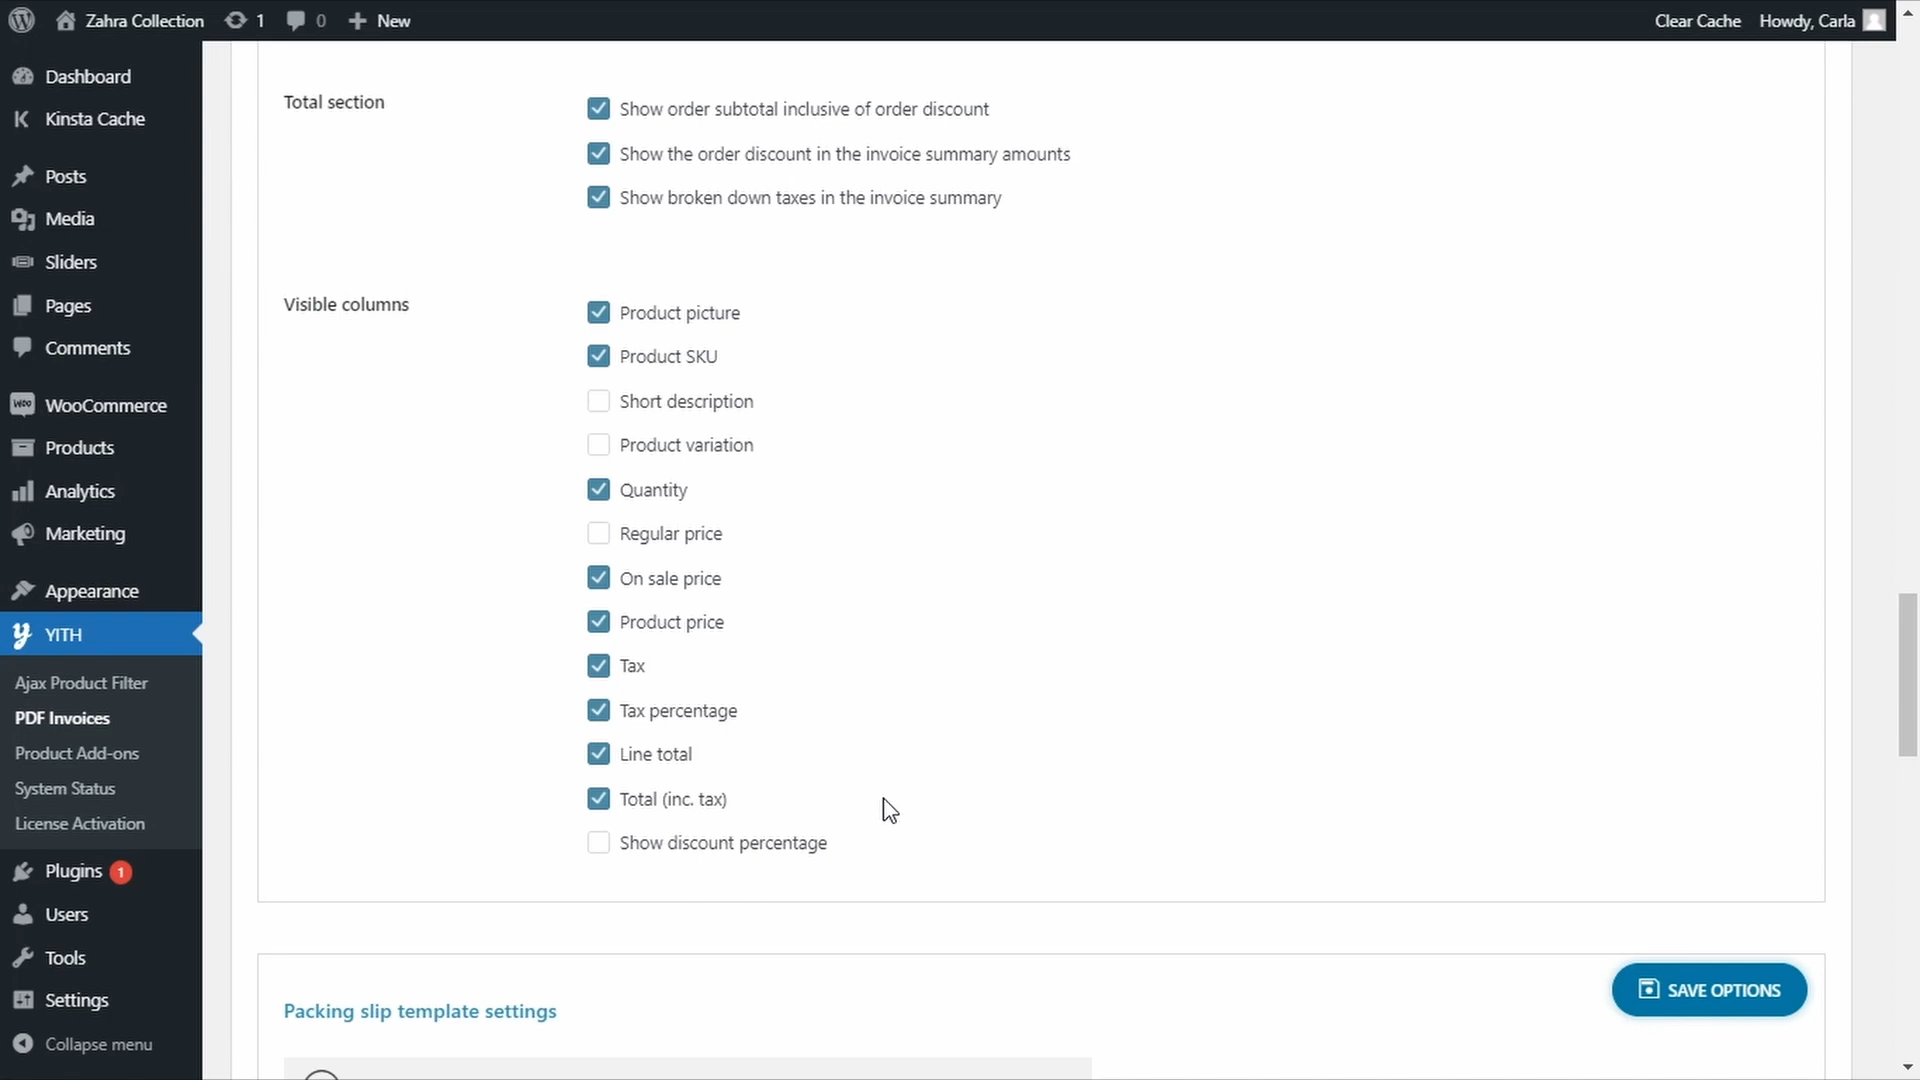 Zahra Collection 1 0 New Clear Cache Howdy, Carla
Dashboard
Kinsta Cache
Posts
Media
Sliders
Pages
Comments
WooCommerce
Products
Analytics
Marketing
Appearance
YITH
Ajax Product Filter
PDF Invoices
Product Add-ons
System Status
License Activation
Plugins 1
Users
Tools
Settings
Collapse menu
Total section
Show order subtotal inclusive of order discount
Show the order discount in the invoice summary amounts
Show broken down taxes in the invoice summary
Visible columns
Product picture
Product SKU
Short description
Product variation
Quantity
Regular price
On sale price
Product price
Tax
Tax percentage
Line total
Total (inc. tax)
Show discount percentage
SAVE OPTIONS
Packing slip template settings